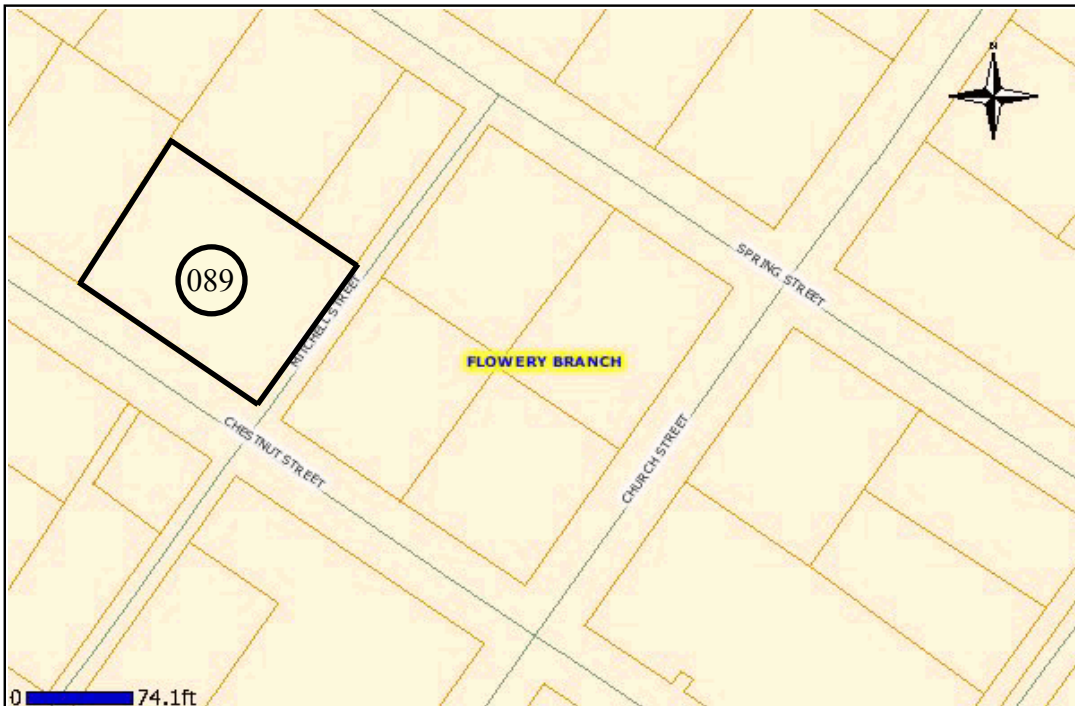 N
SPRING STREET
089
MITCHELL STREET
FLOWERY BRANCH
CHESTNUT STREET
CHURCH STREET
0 74.1ft